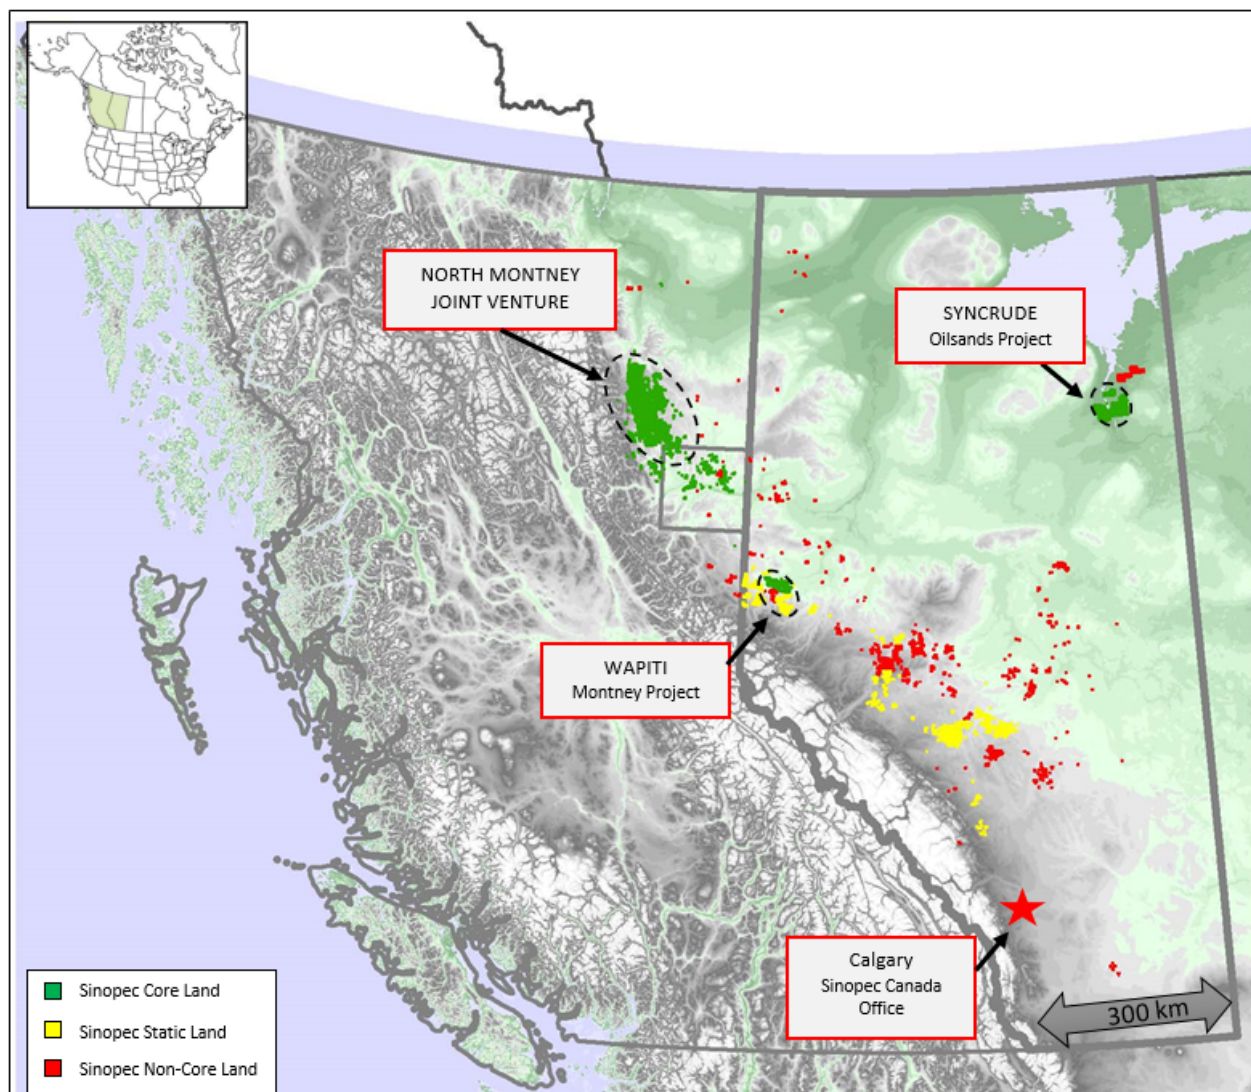 NORTH MONTNEY
JOINT VENTURE
SYNCRUDE
Oilsands Project
WAPITI
Montney Project
Calgary
Sinopec Canada
Office
300 km
Sinopec Core Land
Sinopec Static Land
Sinopec Non-Core Land